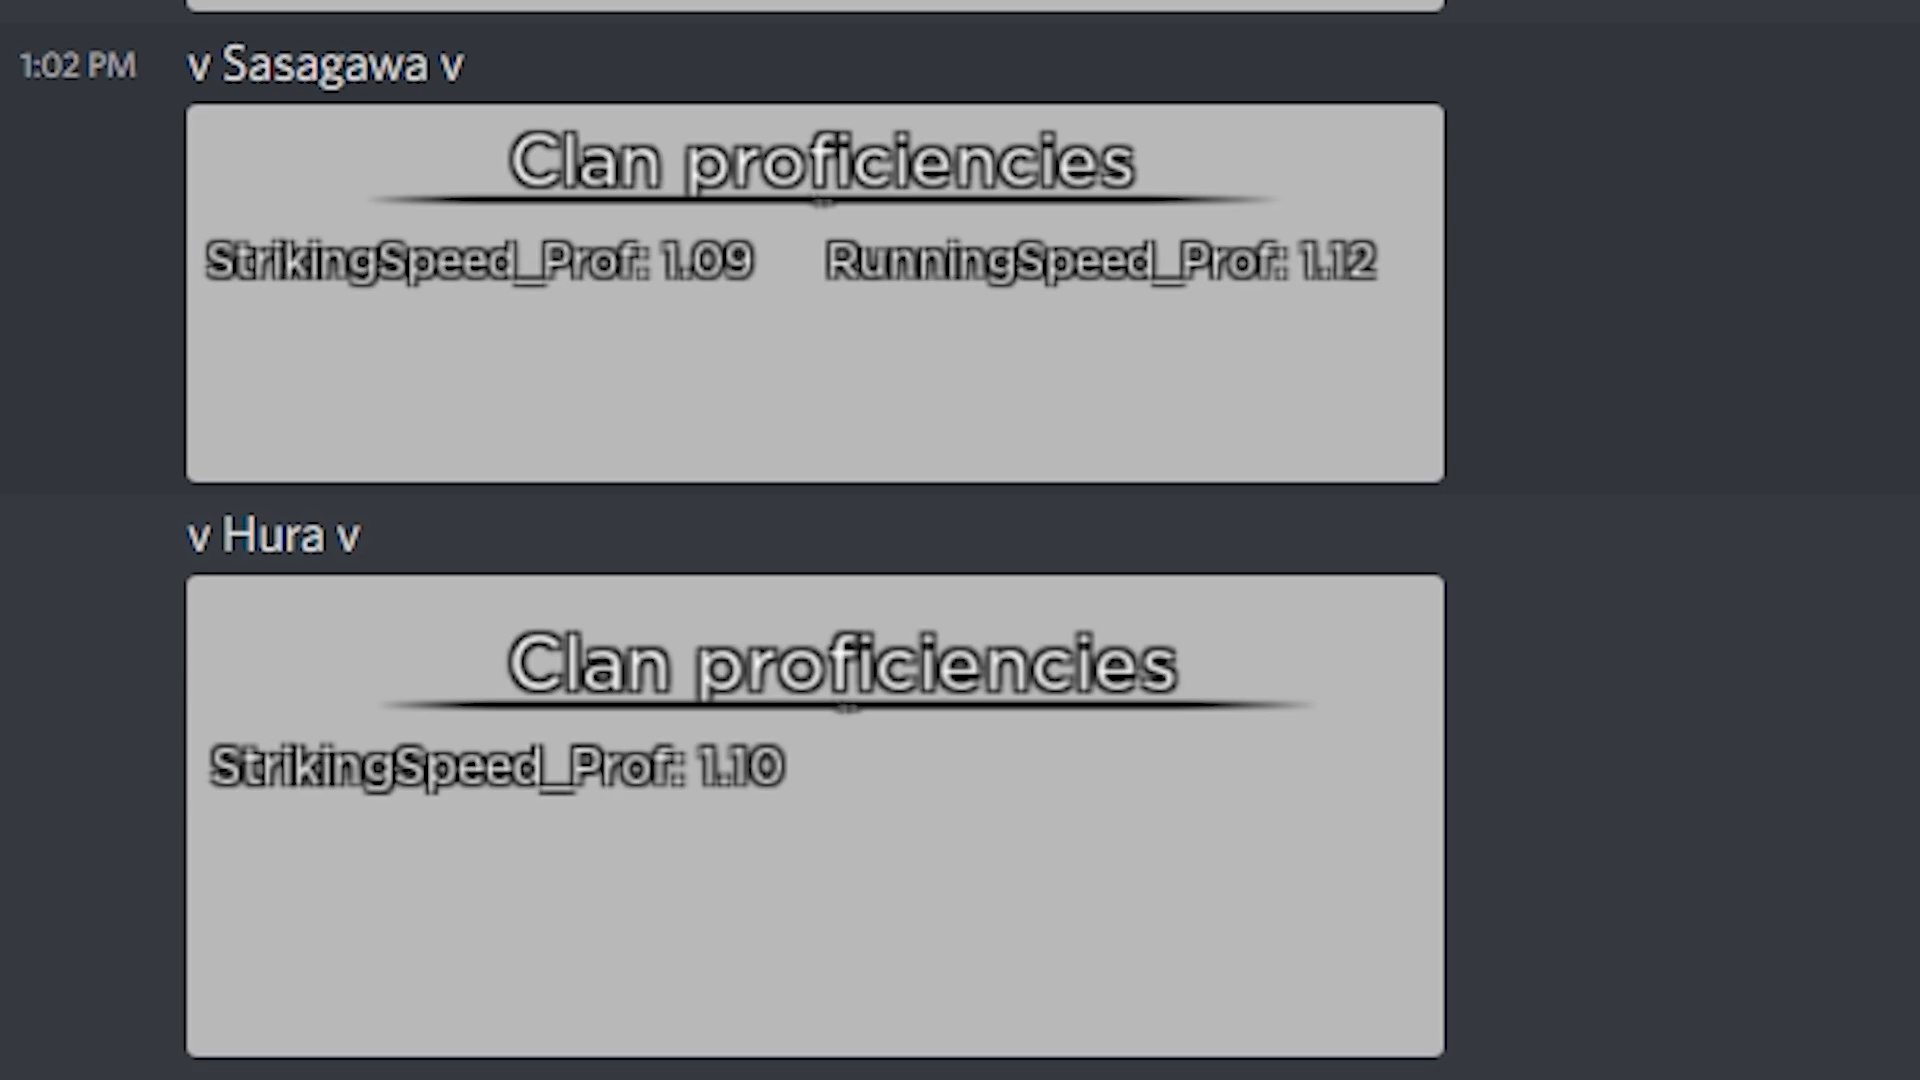 1:02 PM v Sasagawa v
Clan proficiencies
StrikingSpeed_Prof: 1.09 RunningSpeed_Prof: 1.12
v Hura v
Clan proficiencies
StrikingSpeed_Prof: 1.10